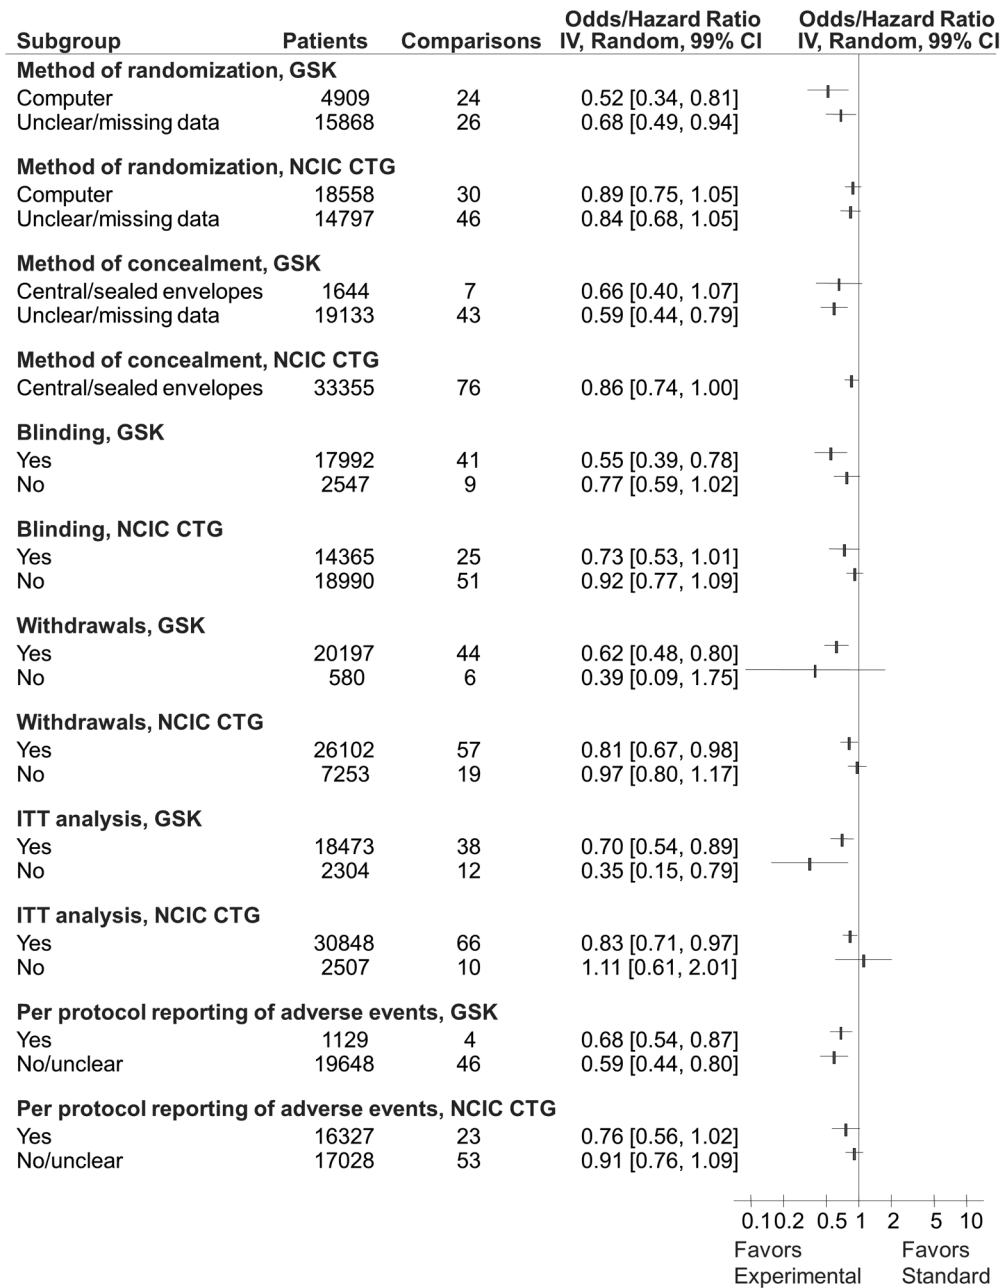 Odds/Hazard Ratio Odds/Hazard Ratio
Subgroup Patients Comparisons IV, Random, 99% CI IV, Random, 99% CI
Method of randomization, GSK
Computer 4909 24 0.52 [0.34, 0.81]
Unclear/missing data 15868 26 0.68 [0.49, 0.94]
Method of randomization, NCIC CTG
Computer 18558 30 0.89 [0.75, 1.05]
Unclear/missing data 14797 46 0.84 [0.68, 1.05]
Method of concealment, GSK
Central/sealed envelopes 1644 7 0.66 [0.40, 1.07]
Unclear/missing data 19133 43 0.59 [0.44, 0.79]
Method of concealment, NCIC CTG
Central/sealed envelopes 33355 76 0.86 [0.74, 1.00]
Blinding, GSK
Yes 17992 41 0.55 [0.39, 0.78]
No 2547 9 0.77 [0.59, 1.02]
Blinding, NCIC CTG
Yes 14365 25 0.73 [0.53, 1.01]
No 18990 51 0.92 [0.77, 1.09]
Withdrawals, GSK
Yes 20197 44 0.62 [0.48, 0.80]
No 580 6 0.39 [0.09, 1.75]
Withdrawals, NCIC CTG
Yes 26102 57 0.81 [0.67, 0.98]
No 7253 19 0.97 [0.80, 1.17]
ITT analysis, GSK
Yes 18473 38 0.70 [0.54, 0.89]
No 2304 12 0.35 [0.15, 0.79]
ITT analysis, NCIC CTG
Yes 30848 66 0.83 [0.71, 0.97]
No 2507 10 1.11 [0.61, 2.01]
Per protocol reporting of adverse events, GSK
Yes 1129 4 0.68 [0.54, 0.87]
No/unclear 19648 46 0.59 [0.44, 0.80]
Per protocol reporting of adverse events, NCIC CTG
Yes 16327 23 0.76 [0.56, 1.02]
No/unclear 17028 53 0.91 [0.76, 1.09]
0.1 0.2 0.5 1 2 5 10
Favors Favors
Experimental Standard